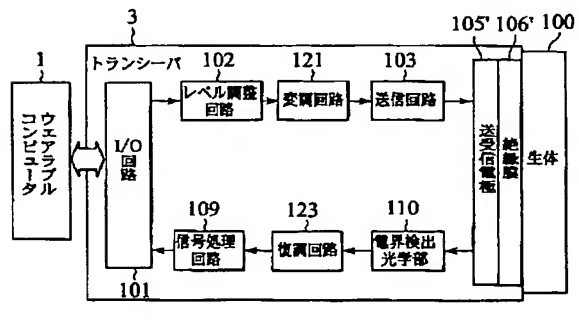 3
105'
106'
100
トランシーバ
102
121
103
1
レベル調整
回路
変調回路
送信回路
ウェアラブル
コンピュータ
I/O
回路
送受信電極
絶縁膜
生体
109
123
110
信号処理
回路
復調回路
電界検出
光学部
101